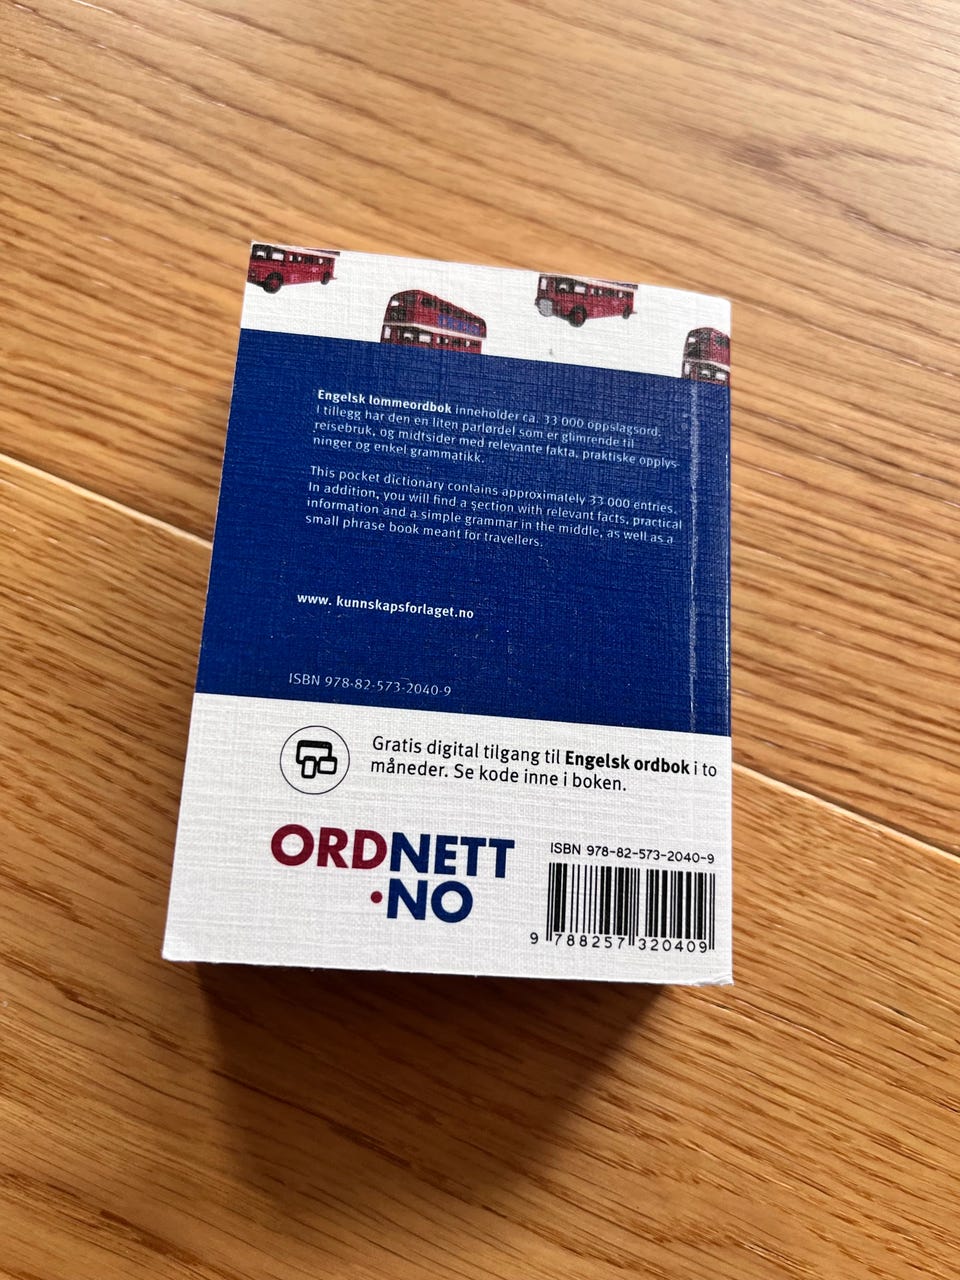 Engelsk lommeordbok inneholder ca. 33 000 oppslagsord.
I tillegg har den en liten parlørdel som er glimrende til
reisebruk, og midtsider med relevante fakta, praktiske opplys-
ninger og enkel grammatikk.
This pocket dictionary contains approximately 33 000 entries.
In addition, you will find a section with relevant facts, practical
information and a simple grammar in the middle, as well as a
small phrase book meant for travellers.
www. kunnskapsforlaget.no
ISBN 978-82-573-2040-9
Gratis digital tilgang til Engelsk ordbok i to
måneder. Se kode inne i boken.
ORDNETT
·NO
ISBN 978-82-573-2040-9
9 788257 320409